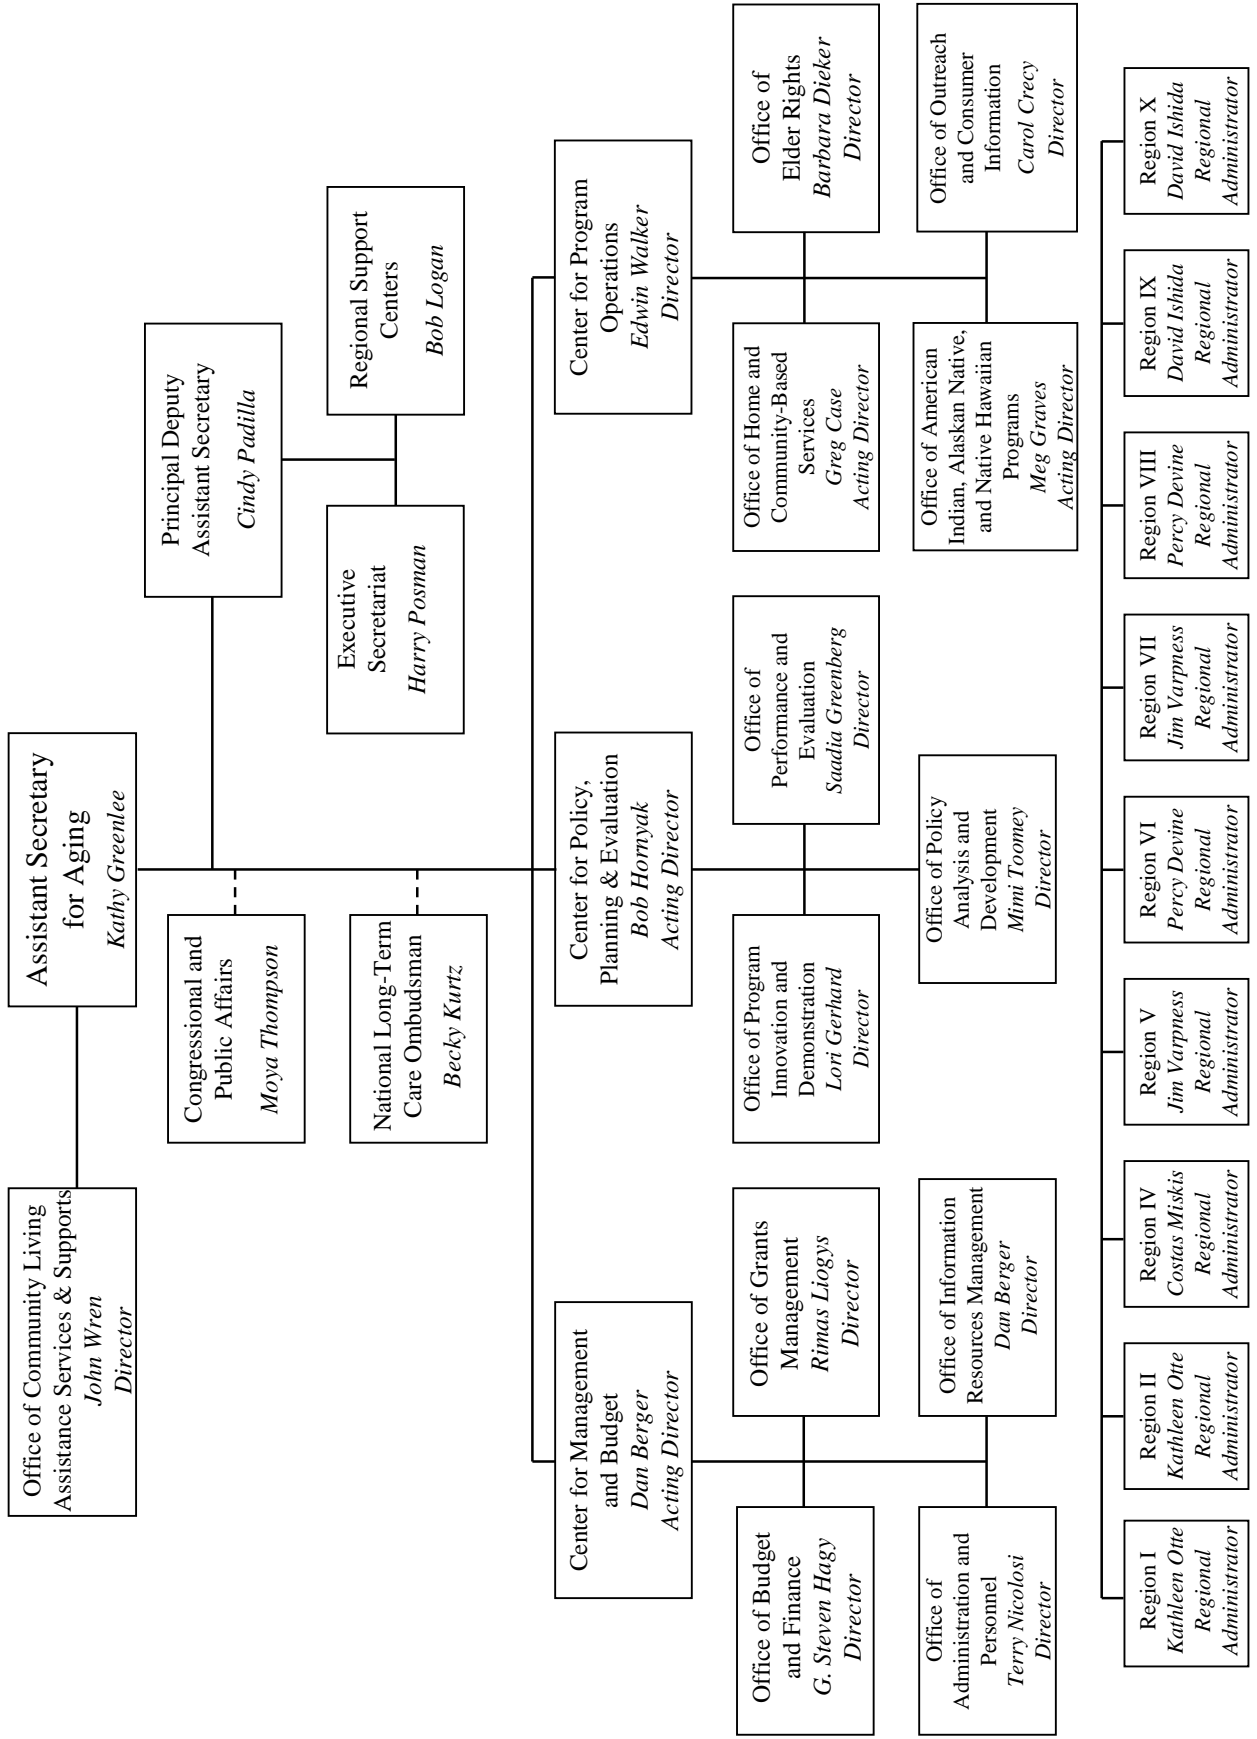 Assistant Secretary
for Aging
Kathy Greenlee
Office of Community Living
Assistance Services & Supports
John Wren
Director
Principal Deputy
Assistant Secretary
Cindy Padilla
Congressional and
Public Affairs
Moya Thompson
Executive
Secretariat
Harry Posman
Regional Support
Centers
Bob Logan
National Long-Term
Care Ombudsman
Becky Kurtz
Center for Management
and Budget
Dan Berger
Acting Director
Center for Policy,
Planning & Evaluation
Bob Hornyak
Acting Director
Center for Program
Operations
Edwin Walker
Director
Office of Budget
and Finance
G. Steven Hagy
Director
Office of Grants
Management
Rimas Liogys
Director
Office of Program
Innovation and
Demonstration
Lori Gerhard
Director
Office of
Performance and
Evaluation
Saadia Greenberg
Director
Office of Home and
Community-Based
Services
Greg Case
Acting Director
Office of
Elder Rights
Barbara Dieker
Director
Office of
Administration and
Personnel
Terry Nicolosi
Director
Office of Information
Resources Management
Dan Berger
Director
Office of Policy
Analysis and
Development
Mimi Toomey
Director
Office of American
Indian, Alaskan Native,
and Native Hawaiian
Programs
Meg Graves
Acting Director
Office of Outreach
and Consumer
Information
Carol Crecy
Director
Region I
Kathleen Otte
Regional
Administrator
Region II
Kathleen Otte
Regional
Administrator
Region IV
Costas Miskis
Regional
Administrator
Region V
Jim Varpness
Regional
Administrator
Region VI
Percy Devine
Regional
Administrator
Region VII
Jim Varpness
Regional
Administrator
Region VIII
Percy Devine
Regional
Administrator
Region IX
David Ishida
Regional
Administrator
Region X
David Ishida
Regional
Administrator